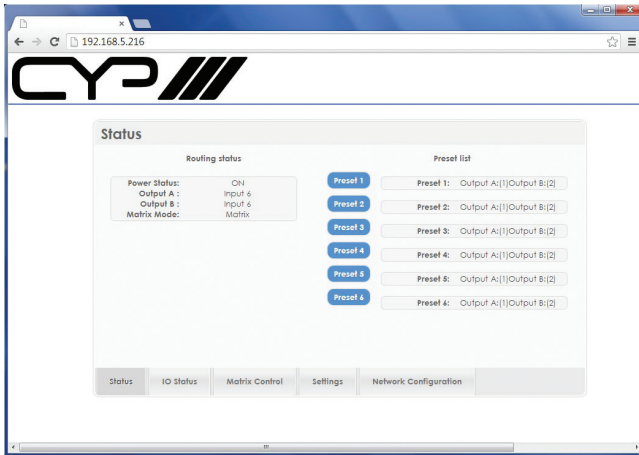 192.168.5.216
CYP
Status
Routing status
Power Status: ON
Output A : Input 6
Output B : Input 6
Matrix Mode: Matrix
Preset list
Preset 1 Preset 1: Output A:(1)Output B:(2)
Preset 2 Preset 2: Output A:(1)Output B:(2)
Preset 3 Preset 3: Output A:(1)Output B:(2)
Preset 4 Preset 4: Output A:(1)Output B:(2)
Preset 5 Preset 5: Output A:(1)Output B:(2)
Preset 6 Preset 6: Output A:(1)Output B:(2)
Status IO Status Matrix Control Settings Network Configuration